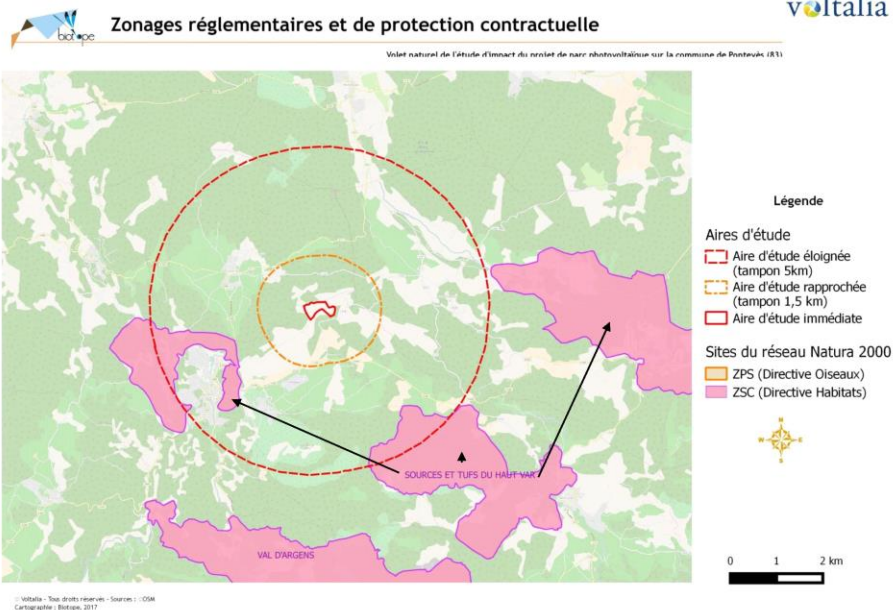 voltalia
biotope
Zonages réglementaires et de protection contractuelle
Volet naturel de l'étude d'impact du projet de parc photovoltaïque sur la commune de Pontevès (83)
Légende
Aires d'étude
Aire d'étude éloignée
(tampon 5km)
Aire d'étude rapprochée
(tampon 1,5 km)
Aire d'étude immédiate
Sites du réseau Natura 2000
ZPS (Directive Oiseaux)
ZSC (Directive Habitats)
N
SOURCES ET TUFS DU HAUT VAR
VAL D'ARGENS
0 1 2 km
© Voltalia - Tous droits réservés - Sources : ©OSM
Cartographie : Biotope, 2017